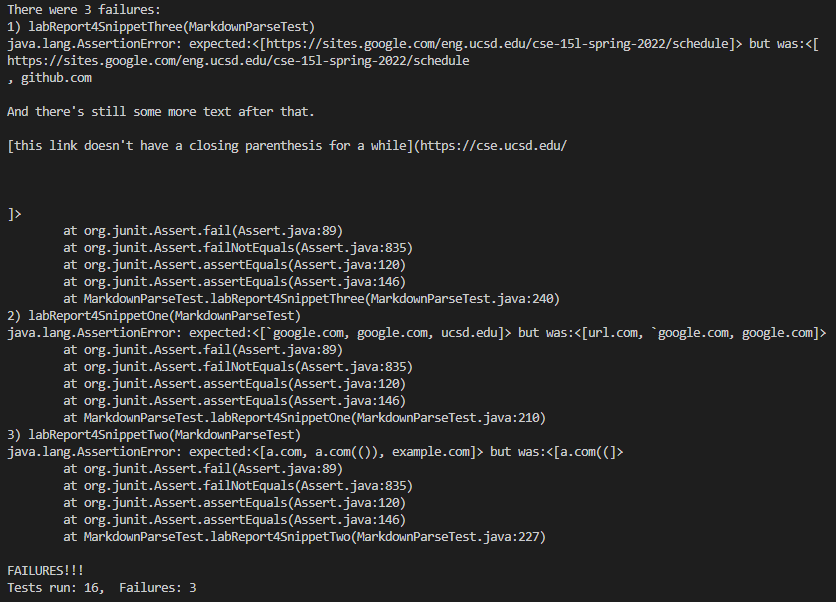 There were 3 failures:
1) labReport4SnippetThree(MarkdownParseTest)
java.lang.AssertionError: expected:<[https://sites.google.com/eng.ucsd.edu/cse-15l-spring-2022/schedule]> but was:<[
https://sites.google.com/eng.ucsd.edu/cse-15l-spring-2022/schedule
, github.com
And there's still some more text after that.
[this link doesn't have a closing parenthesis for a while](https://cse.ucsd.edu/
]>
at org.junit.Assert.fail(Assert.java:89)
at org.junit.Assert.failNotEquals(Assert.java:835)
at org.junit.Assert.assertEquals(Assert.java:120)
at org.junit.Assert.assertEquals(Assert.java:146)
at MarkdownParseTest.labReport4SnippetThree(MarkdownParseTest.java:240)
2) labReport4SnippetOne(MarkdownParseTest)
java.lang.AssertionError: expected:<[`google.com, google.com, ucsd.edu]> but was:<[url.com, `google.com, google.com]>
at org.junit.Assert.fail(Assert.java:89)
at org.junit.Assert.failNotEquals(Assert.java:835)
at org.junit.Assert.assertEquals(Assert.java:120)
at org.junit.Assert.assertEquals(Assert.java:146)
at MarkdownParseTest.labReport4SnippetOne(MarkdownParseTest.java:210)
3) labReport4SnippetTwo(MarkdownParseTest)
java.lang.AssertionError: expected:<[a.com, a.com(()), example.com]> but was:<[a.com((]>
at org.junit.Assert.fail(Assert.java:89)
at org.junit.Assert.failNotEquals(Assert.java:835)
at org.junit.Assert.assertEquals(Assert.java:120)
at org.junit.Assert.assertEquals(Assert.java:146)
at MarkdownParseTest.labReport4SnippetTwo(MarkdownParseTest.java:227)
FAILURES!!!
Tests run: 16,  Failures: 3